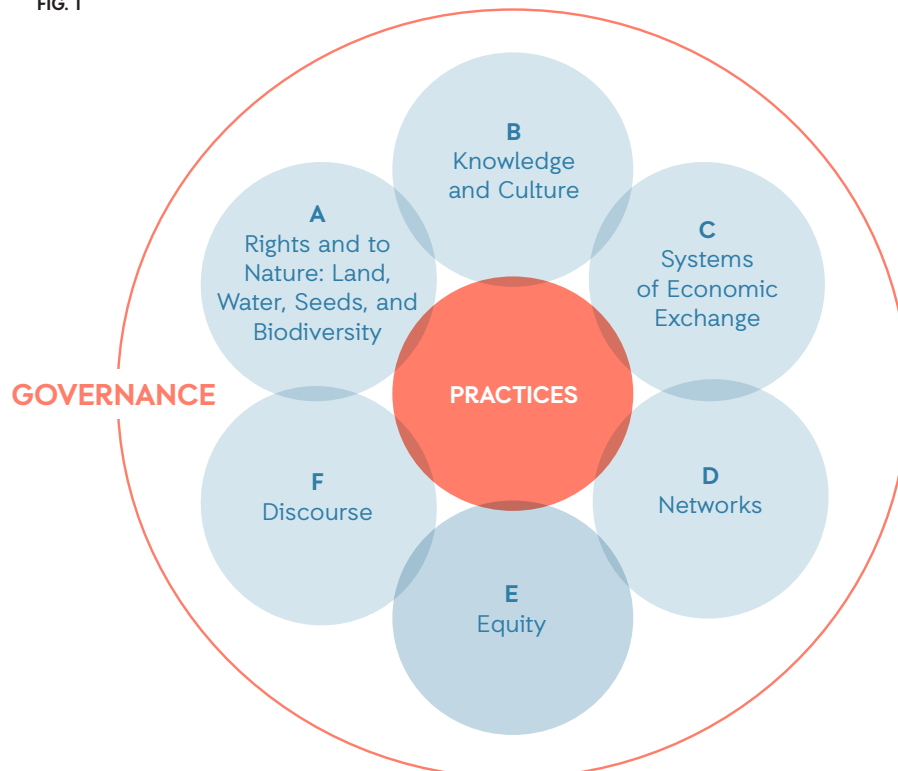 FIG. 1
B
Knowledge
and Culture
A
Rights and to
Nature: Land,
Water, Seeds, and
Biodiversity
C
Systems
of Economic
Exchange
GOVERNANCE
PRACTICES
F
Discourse
D
Networks
E
Equity